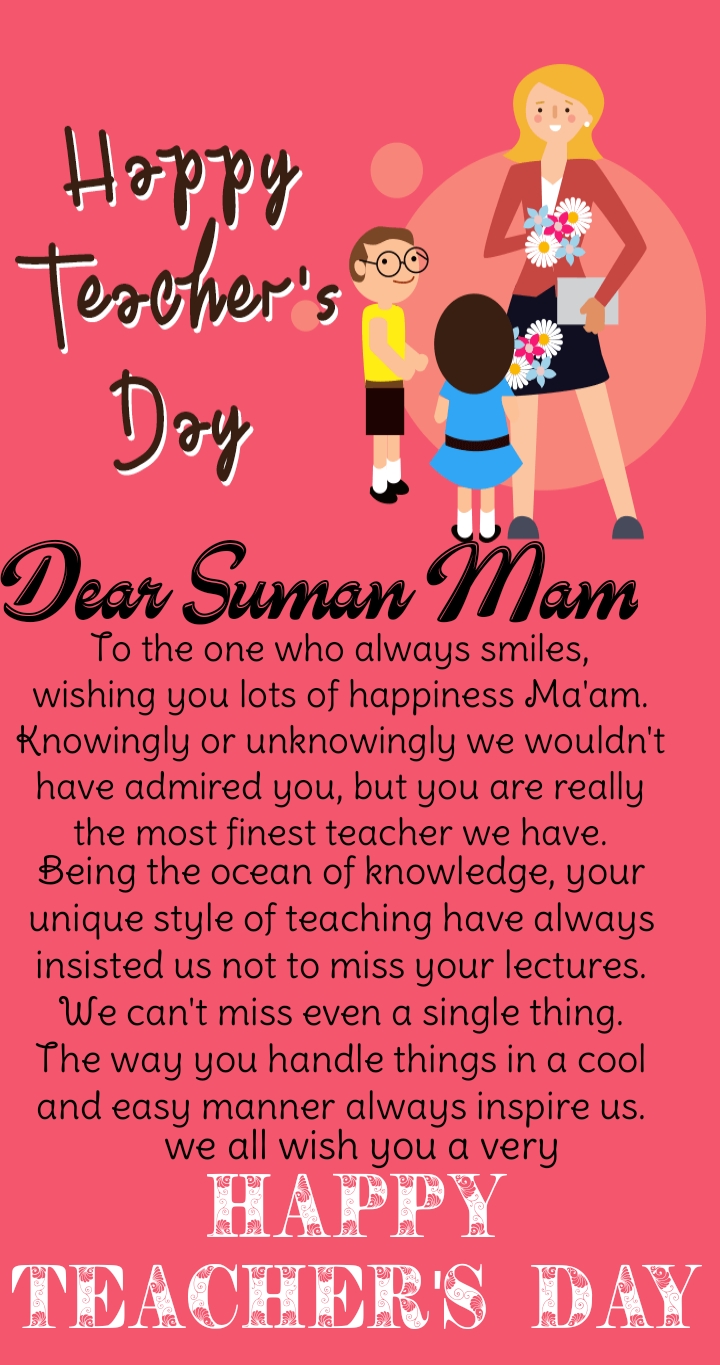 Happy
Teacher's
Day
Dear Suman Mam
To the one who always smiles,
wishing you lots of happiness Ma'am.
Knowingly or unknowingly we wouldn't
have admired you, but you are really
the most finest teacher we have.
Being the ocean of knowledge, your
unique style of teaching have always
insisted us not to miss your lectures.
We can't miss even a single thing.
The way you handle things in a cool
and easy manner always inspire us.
we all wish you a very
HAPPY
TEACHER'S DAY